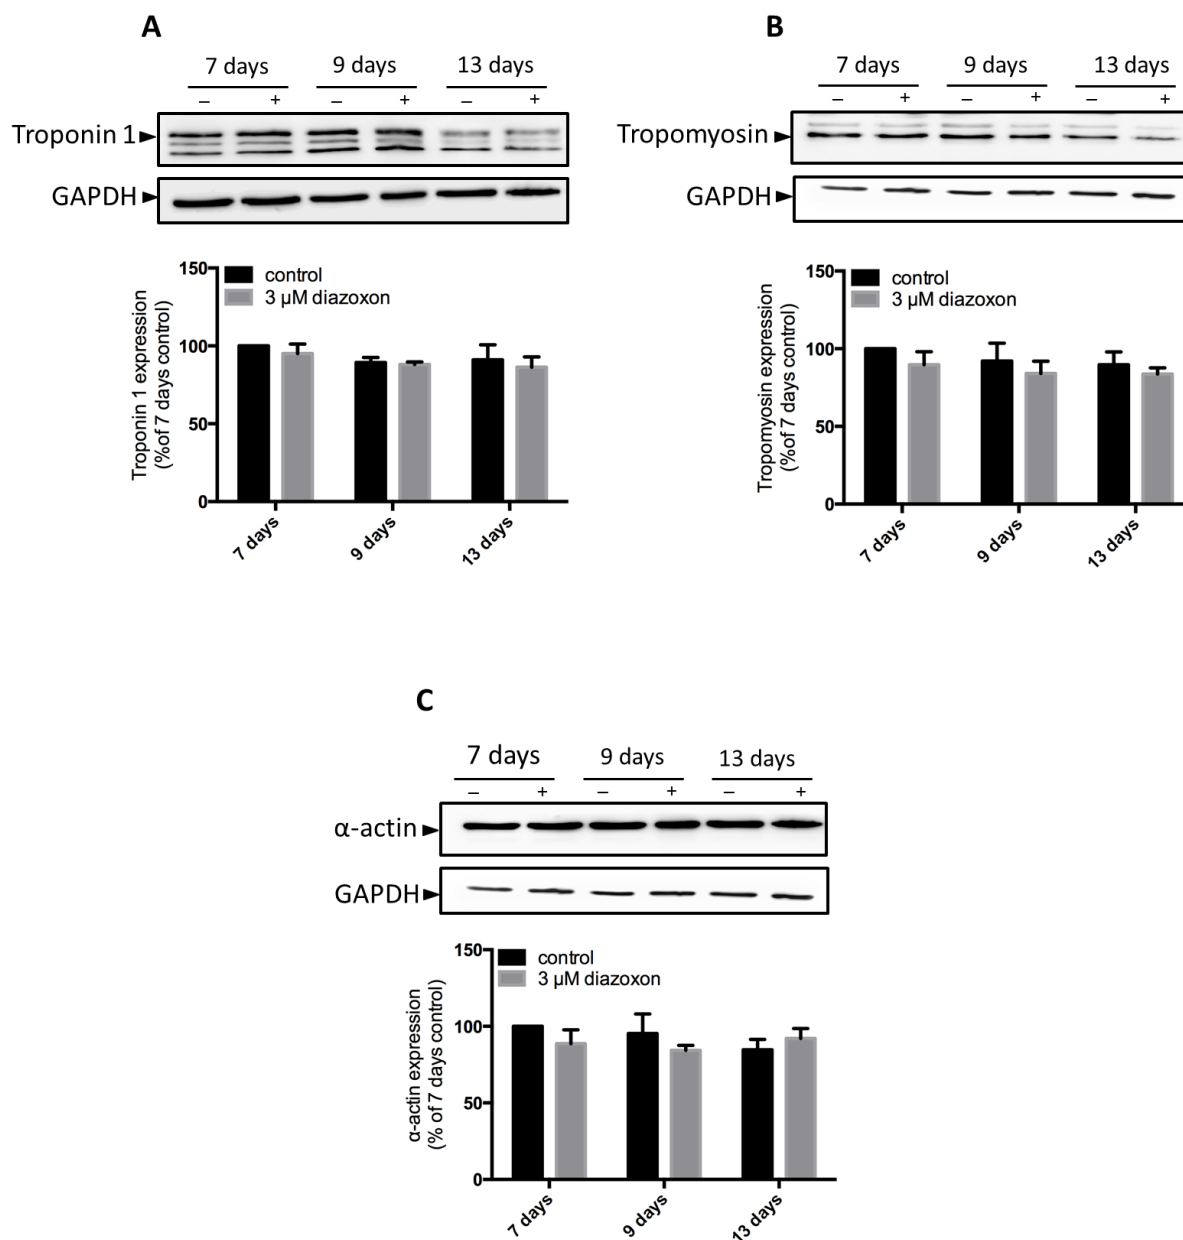 A
7 days 9 days 13 days
– + – + – +
Troponin 1
GAPDH
150
100
50
0
control
3 µM diazoxon
Troponin 1 expression
(%of 7 days control)
7 days 9 days 13 days
B
7 days 9 days 13 days
– + – + – +
Tropomyosin
GAPDH
150
100
50
0
control
3 µM diazoxon
Tropomyosin expression
(%of 7 days control)
7 days 9 days 13 days
C
7 days 9 days 13 days
– + – + – +
α-actin
GAPDH
150
100
50
0
control
3 µM diazoxon
α-actin expression
(% of 7 days control)
7 days 9 days 13 days